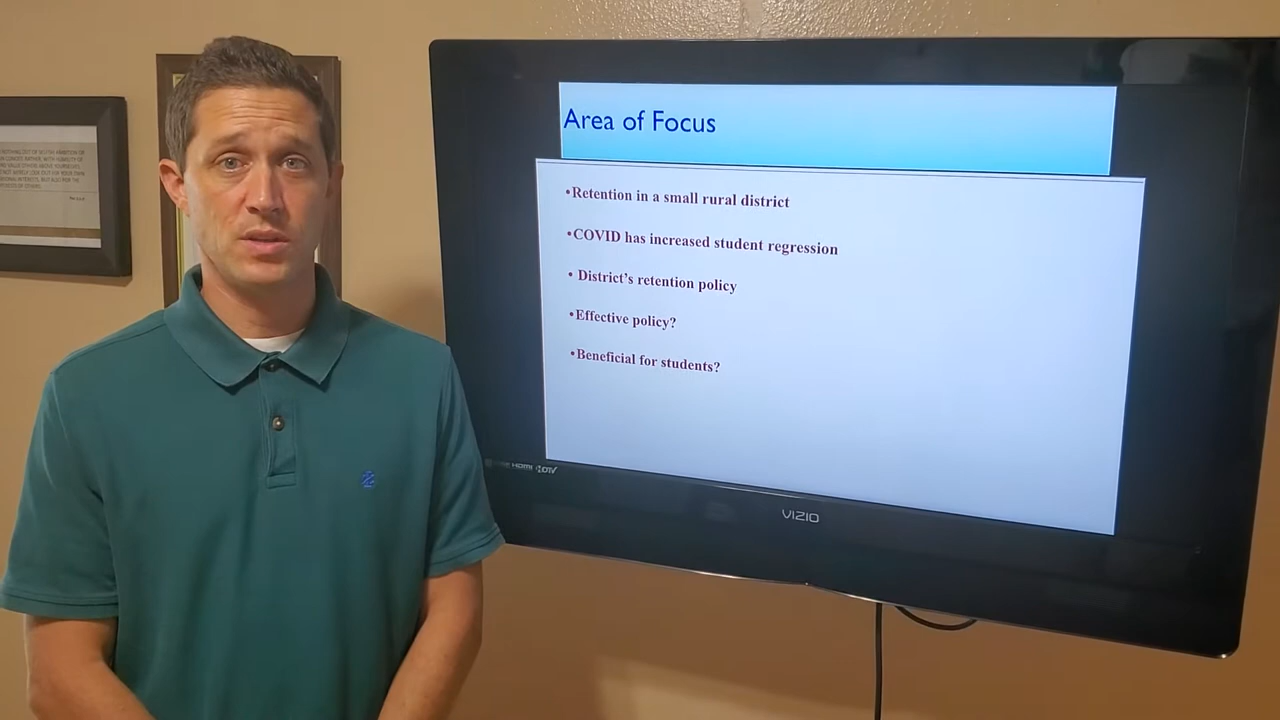 Area of Focus
•Retention in a small rural district
•COVID has increased student regression
• District's retention policy
•Effective policy?
•Beneficial for students?
HDMI
VIZIO